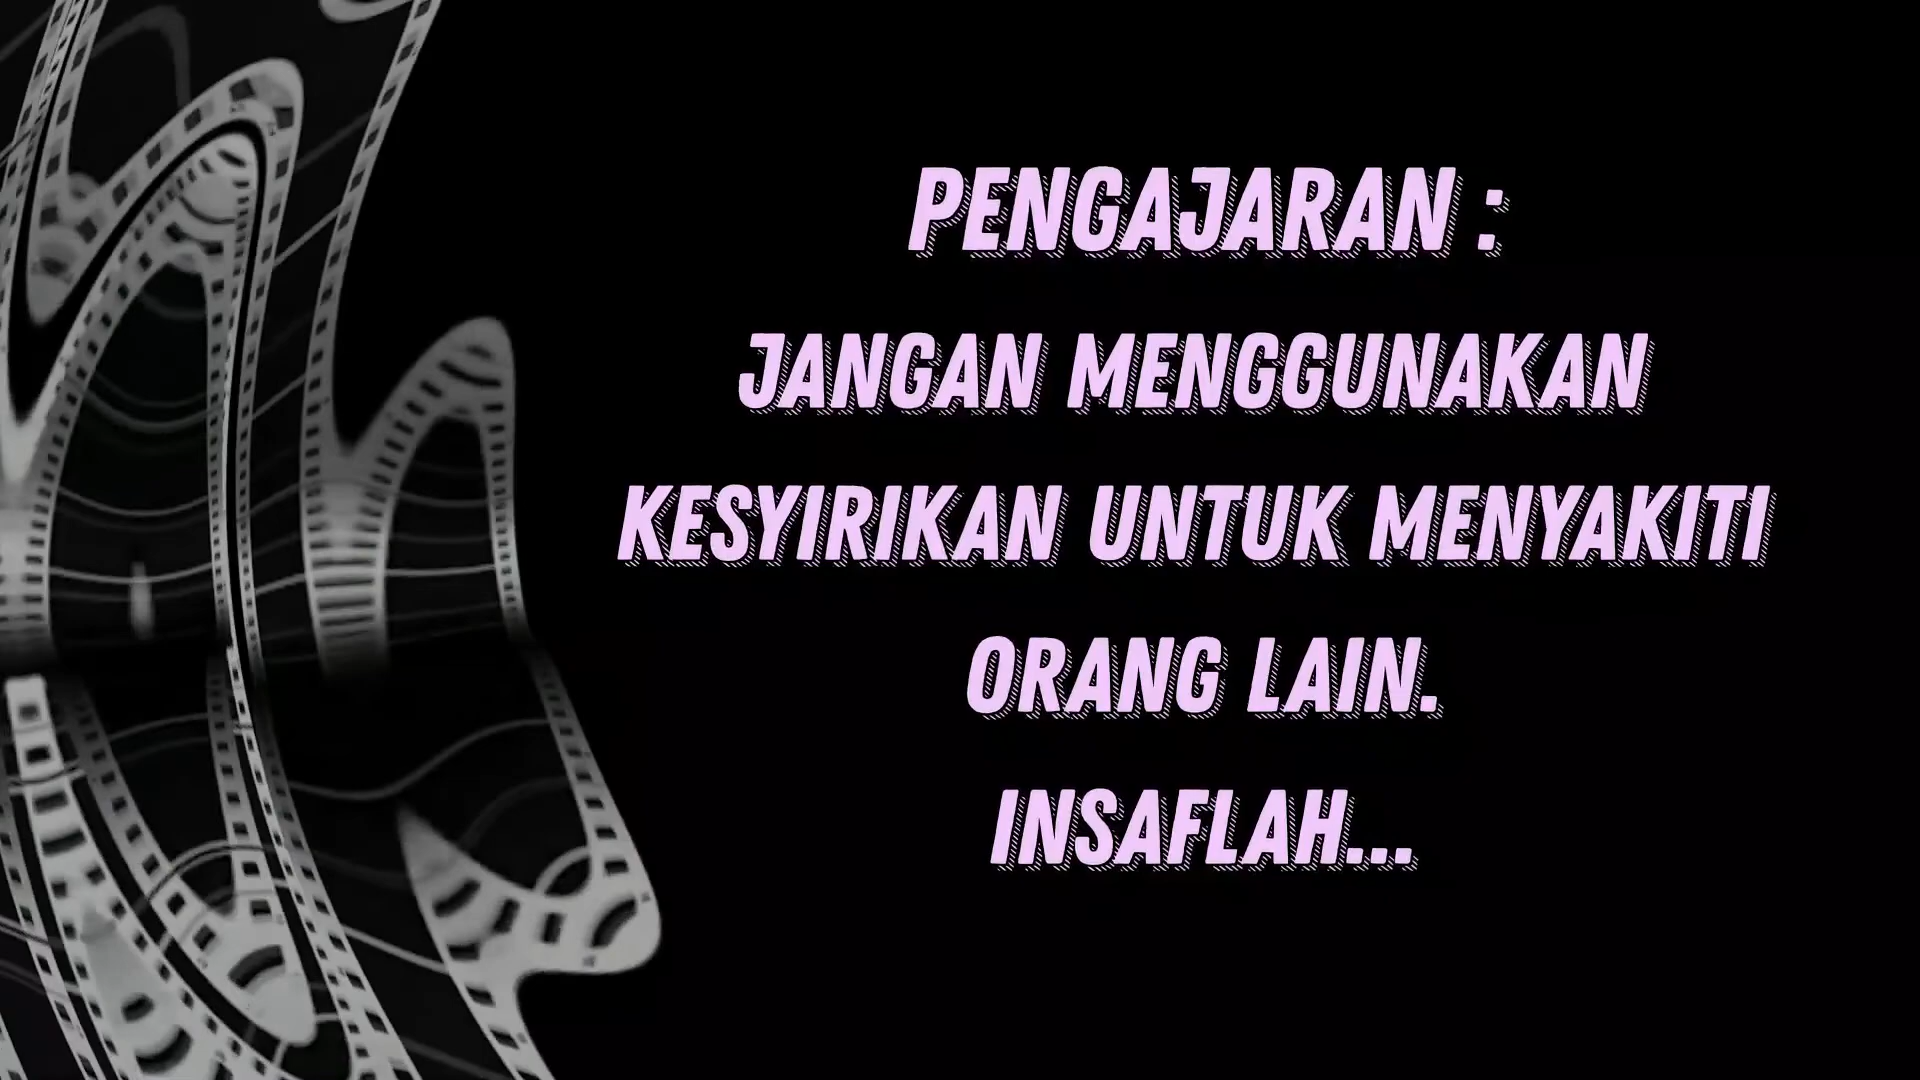 PENGAJARAN :
JANGAN MENGGUNAKAN
KESYIRIKAN UNTUK MENYAKITI
ORANG LAIN.
INSAFLAH...